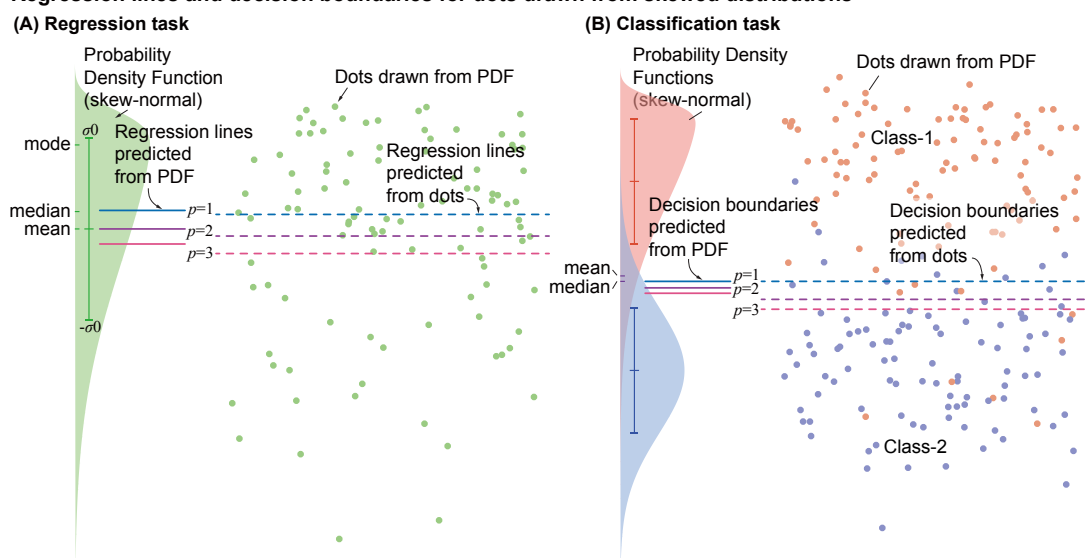 Regression lines and decision boundaries for dots drawn from skewed distributions
(A) Regression task
Probability
Density Function
(skew-normal)
Dots drawn from PDF
σ0
mode
Regression lines
predicted
from PDF
Regression lines
predicted
from dots
median
mean
p=1
p=2
p=3
-σ0
(B) Classification task
Probability Density
Functions
(skew-normal)
Dots drawn from PDF
Class-1
Decision boundaries
predicted
from PDF
Decision boundaries
predicted
from dots
mean
median
p=1
p=2
p=3
Class-2